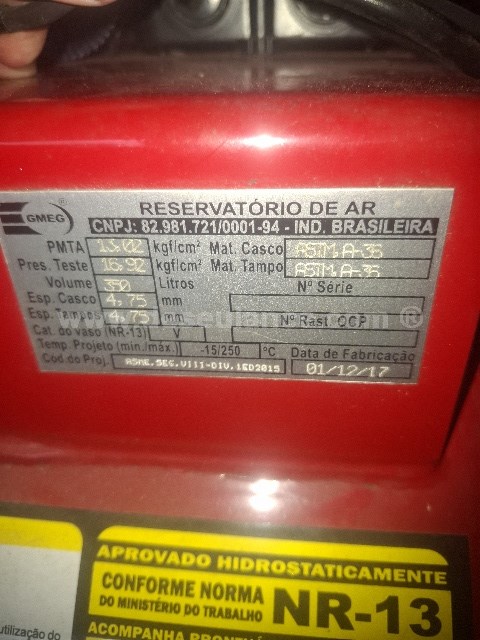 GMEG ®
RESERVATÓRIO DE AR
CNPJ: 82.981.721/0001-94 - IND. BRASILEIRA
PMTA 13,02 kgf/cm² Mat. Casco ASTM.A-36
Pres. Teste 16,92 kgf/cm² Mat. Tampo ASTM.A-36
Volume 350 Litros Nº Série
Esp. Casco 4,75 mm
Esp. Tampos 4,75 mm Nº Rast. OCP
Cat. do vaso (NR-13) V
Temp. Projeto (min./max.) -15/250 °C Data de Fabricação
Cód. do Proj. ASME.SEC.VIII-DIV.1ED2015 01/12/17
APROVADO HIDROSTATICAMENTE
CONFORME NORMA
DO MINISTÉRIO DO TRABALHO NR-13
utilização do
ACOMPANHA